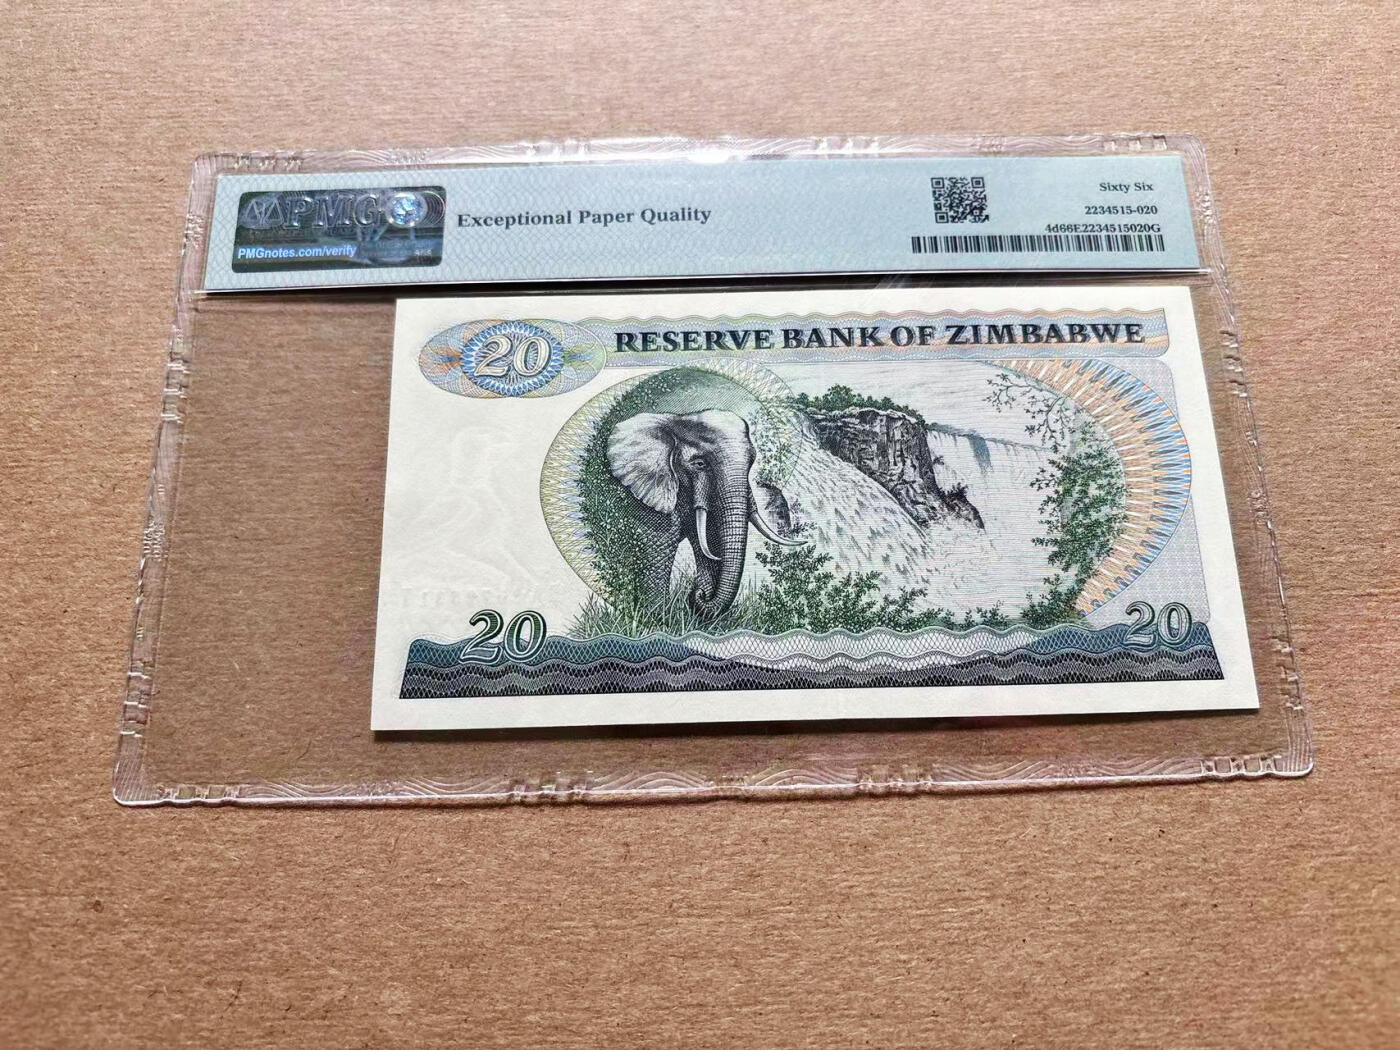 PMG
PMGnotes.com/verify
Exceptional Paper Quality
Sixty Six
2234515-020
4d66E2234515020G
20
RESERVE BANK OF ZIMBABWE
20
20